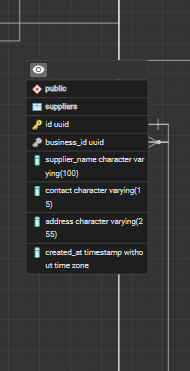 public
suppliers
id uuid
business_id uuid
supplier_name character var
ying(100)
contact character varying(1
5)
address character varying(2
55)
created_at timestamp witho
ut time zone